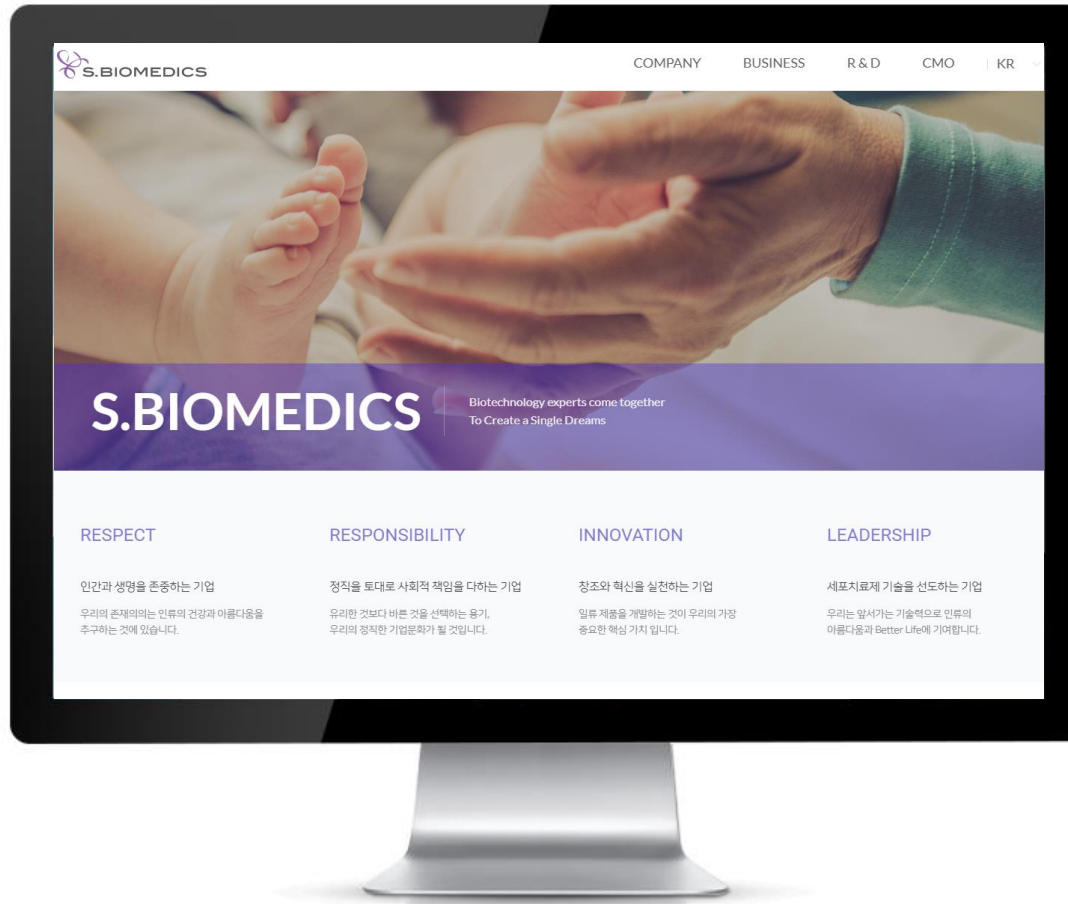 S.BIOMEDICS
COMPANY
BUSINESS
R & D
CMO
KR
S.BIOMEDICS
Biotechnology experts come together
To Create a Single Dreams
RESPECT
인간과 생명을 존중하는 기업
우리의 존재의의는 인류의 건강과 아름다움을
추구하는 것에 있습니다.
RESPONSIBILITY
정직을 토대로 사회적 책임을 다하는 기업
유리한 것보다 바른 것을 선택하는 용기,
우리의 정직한 기업문화가 될 것입니다.
INNOVATION
창조와 혁신을 실천하는 기업
일류 제품을 개발하는 것이 우리의 가장
중요한 핵심 가치 입니다.
LEADERSHIP
세포치료제 기술을 선도하는 기업
우리는 앞서가는 기술력으로 인류의
아름다움과 Better Life에 기여합니다.